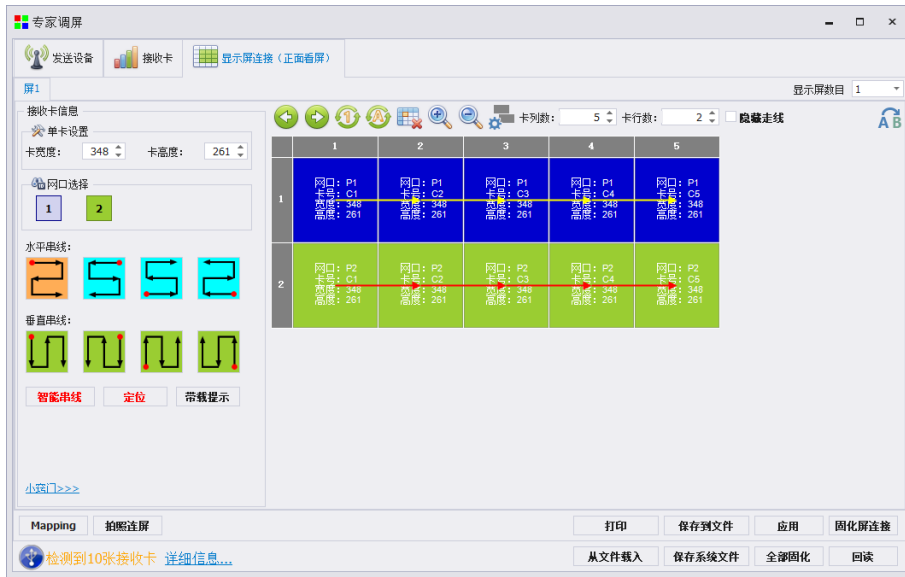 专家调屏
发送设备 接收卡 显示屏连接（正面看屏）
屏1 显示屏数目 1
接收卡信息
单卡设置
卡宽度： 348 卡高度： 261
网口选择
1 2
水平串线：
垂直串线：
智能串线 定位 带载提示
小窍门>>>
1 A 卡列数： 5 卡行数： 2 隐藏走线 A B
1 2 3 4 5
1
网口：P1 网口：P1 网口：P1 网口：P1 网口：P1
卡号：C1 卡号：C2 卡号：C3 卡号：C4 卡号：C5
宽度：348 宽度：348 宽度：348 宽度：348 宽度：348
高度：261 高度：261 高度：261 高度：261 高度：261
2
网口：P2 网口：P2 网口：P2 网口：P2 网口：P2
卡号：C1 卡号：C2 卡号：C3 卡号：C4 卡号：C5
宽度：348 宽度：348 宽度：348 宽度：348 宽度：348
高度：261 高度：261 高度：261 高度：261 高度：261
Mapping 拍照连屏 打印 保存到文件 应用 固化屏连接
检测到10张接收卡 详细信息... 从文件载入 保存系统文件 全部固化 回读